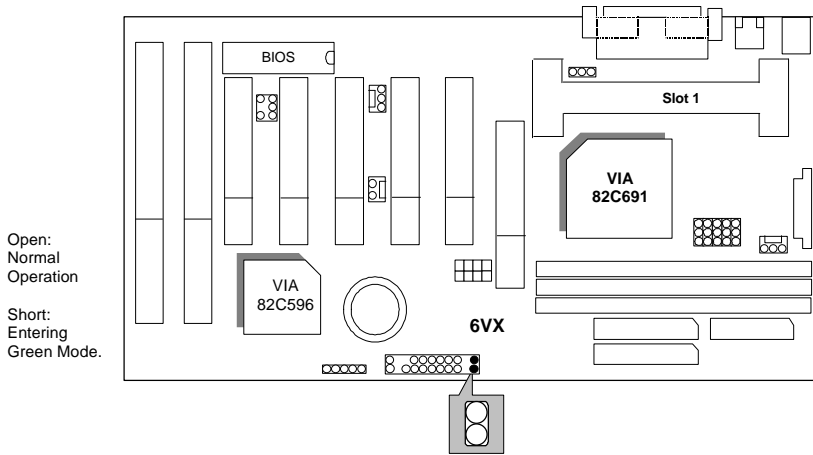 BIOS
Slot 1
VIA
82C691
Open:
Normal
Operation
Short:
Entering
Green Mode.
VIA
82C596
6VX